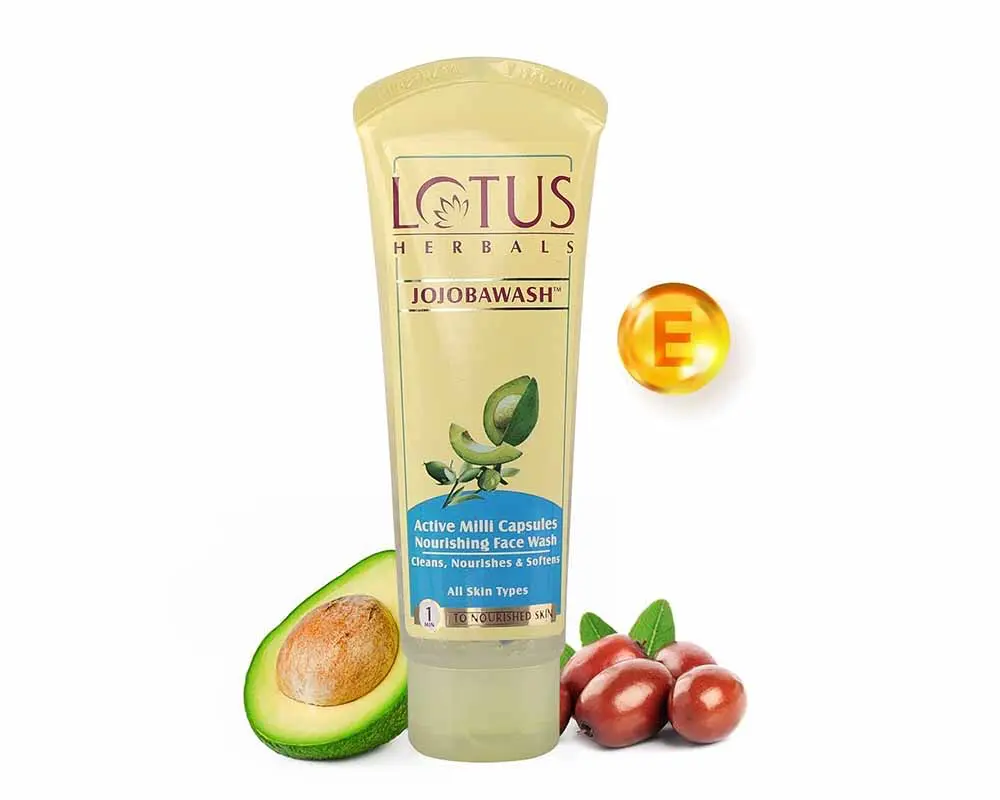 LOTUS
HERBALS
JOJOBAWASH™
Active Milli Capsules
Nourishing Face Wash
Cleans, Nourishes & Softens
All Skin Types
1
MIN
TO NOURISHED SKIN
E